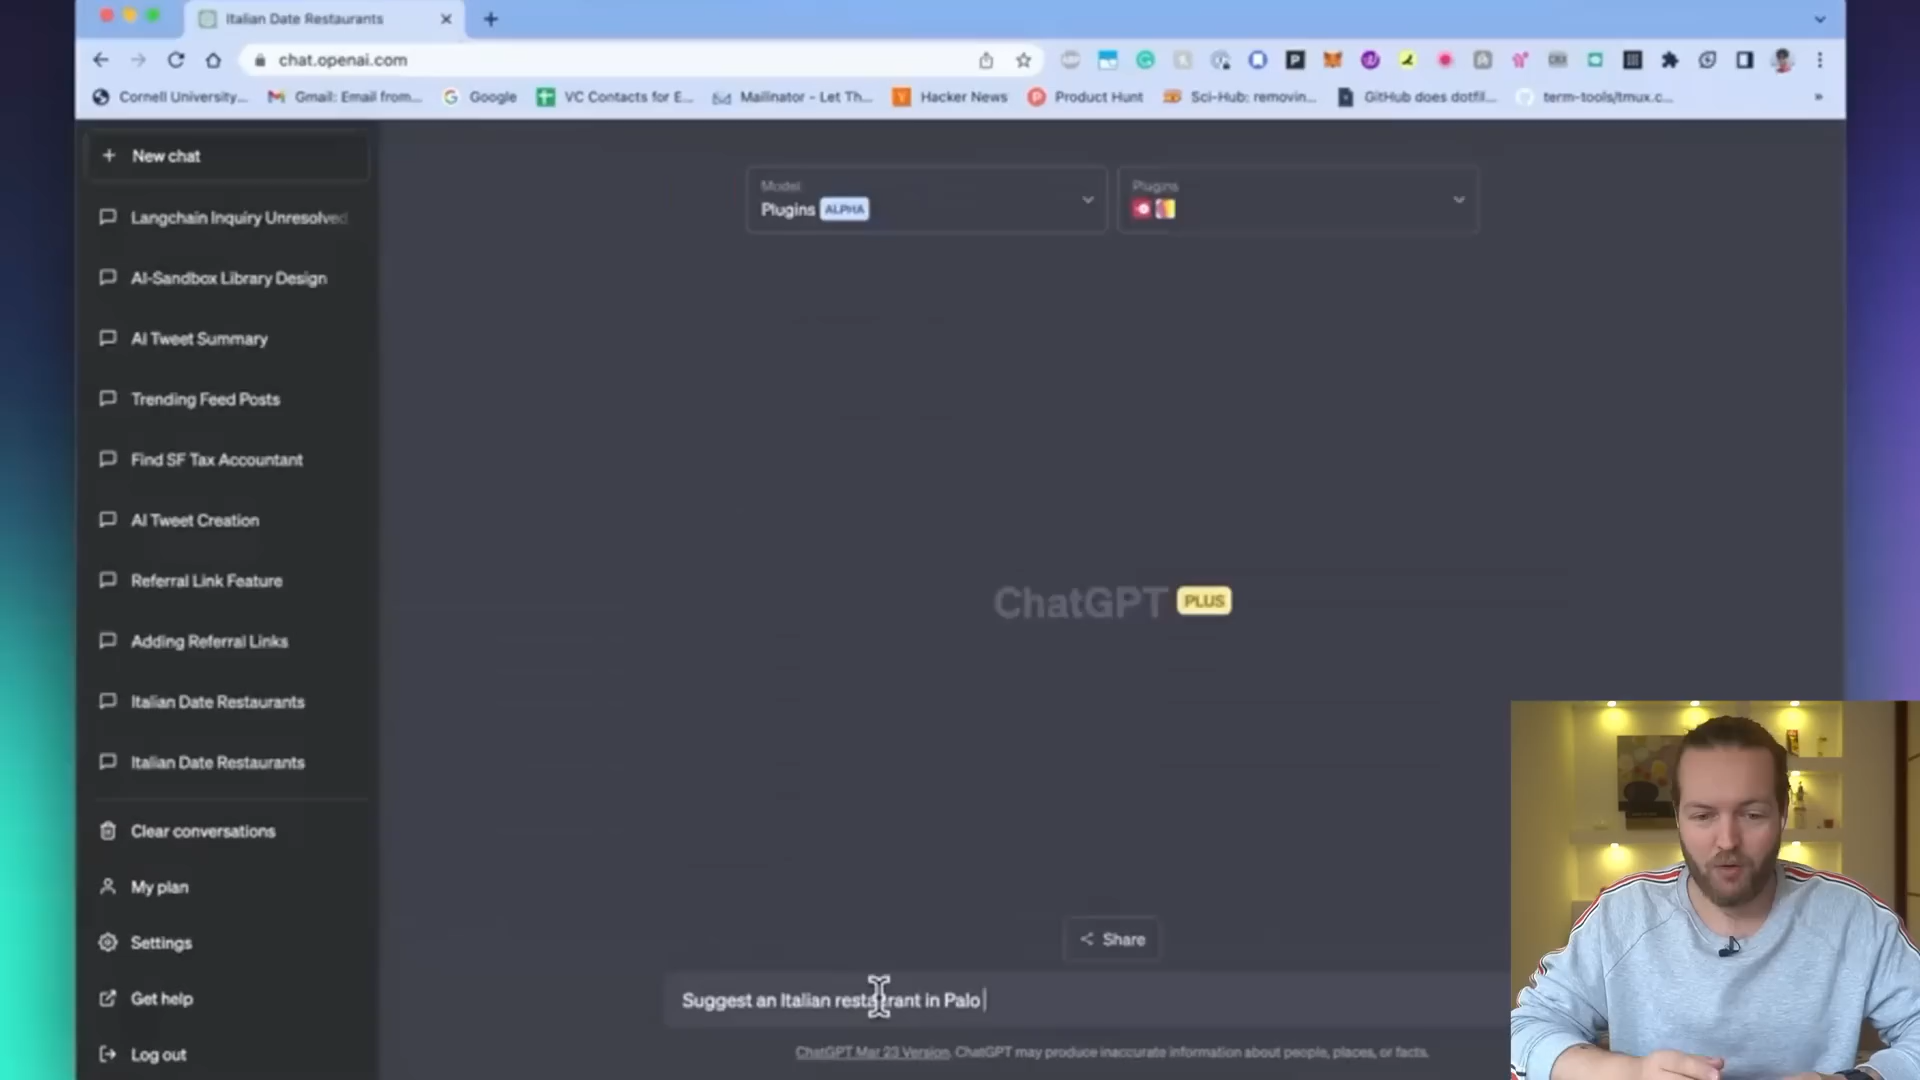 Italian Date Restaurants
chat.openai.com
Cornell University...
Gmail: Email from...
Google
VC Contacts for E...
Mailinator - Let Th...
Hacker News
Product Hunt
Sci-Hub: removin...
GitHub does dotfil...
term-tools/tmux.c...
New chat
Langchain Inquiry Unresolved
AI-Sandbox Library Design
AI Tweet Summary
Trending Feed Posts
Find SF Tax Accountant
AI Tweet Creation
Referral Link Feature
Adding Referral Links
Italian Date Restaurants
Italian Date Restaurants
Clear conversations
My plan
Settings
Get help
Log out
Model
Plugins ALPHA
Plugins
ChatGPT PLUS
Share
Suggest an Italian restaurant in Palo
ChatGPT Mar 23 Version. ChatGPT may produce inaccurate information about people, places, or facts.